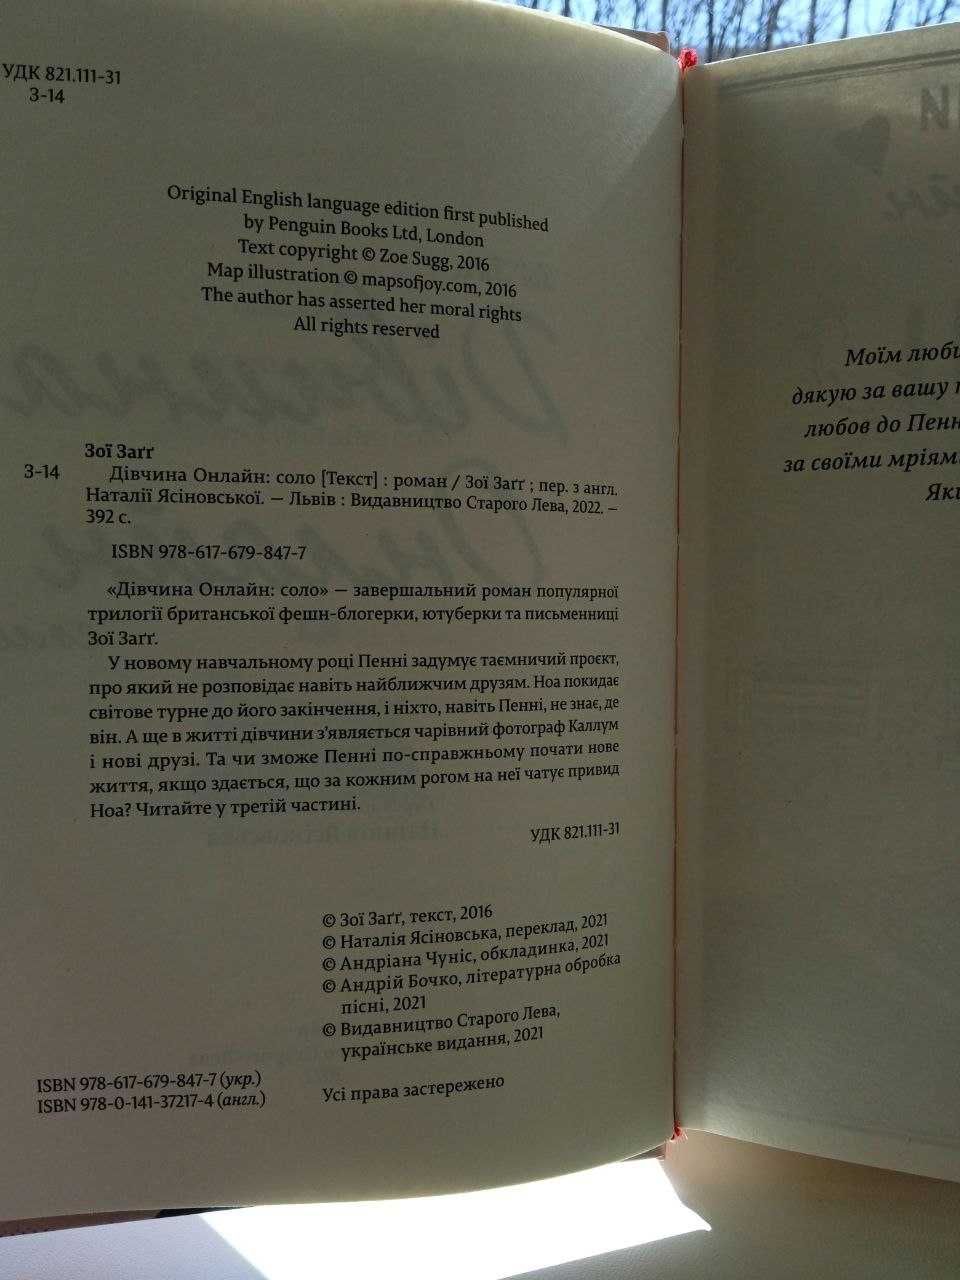 УДК 821.111-31
З-14
Original English language edition first published
by Penguin Books Ltd, London
Text copyright © Zoe Sugg, 2016
Map illustration © mapsofjoy.com, 2016
The author has asserted her moral rights
All rights reserved
Зої Заґґ
З-14
Дівчина Онлайн: соло [Текст] : роман / Зої Заґґ ; пер. з англ.
Наталії Ясіновської. — Львів : Видавництво Старого Лева, 2022. —
392 с.
ISBN 978-617-679-847-7
«Дівчина Онлайн: соло» — завершальний роман популярної
трилогії британської фешн-блогерки, ютуберки та письменниці
Зої Заґґ.
У новому навчальному році Пенні задумує таємничий проєкт,
про який не розповідає навіть найближчим друзям. Ноа покидає
світове турне до його закінчення, і ніхто, навіть Пенні, не знає, де
він. А ще в житті дівчини з’являється чарівний фотограф Каллум
і нові друзі. Та чи зможе Пенні по-справжньому почати нове
життя, якщо здається, що за кожним рогом на неї чатує привид
Ноа? Читайте у третій частині.
УДК 821.111-31
© Зої Заґґ, текст, 2016
© Наталія Ясіновська, переклад, 2021
© Андріана Чуніс, обкладинка, 2021
© Андрій Бочко, літературна обробка
пісні, 2021
© Видавництво Старого Лева,
українське видання, 2021
ISBN 978-617-679-847-7 (укр.)
ISBN 978-0-141-37217-4 (англ.)
Усі права застережено
Моїм
дякую за вашу
любов до
за своїми